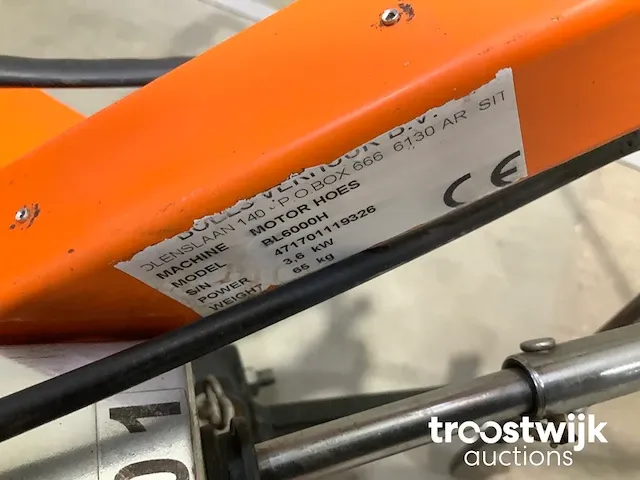 B.V.
OLENSLAAN 140 P.O BOX 666 6130 AR SIT
MACHINE MOTOR HOES
MODEL BL6000H
S/N 471701119326
POWER 3,6 kW
WEIGHT 65 kg
CE
01
troostwijk
auctions